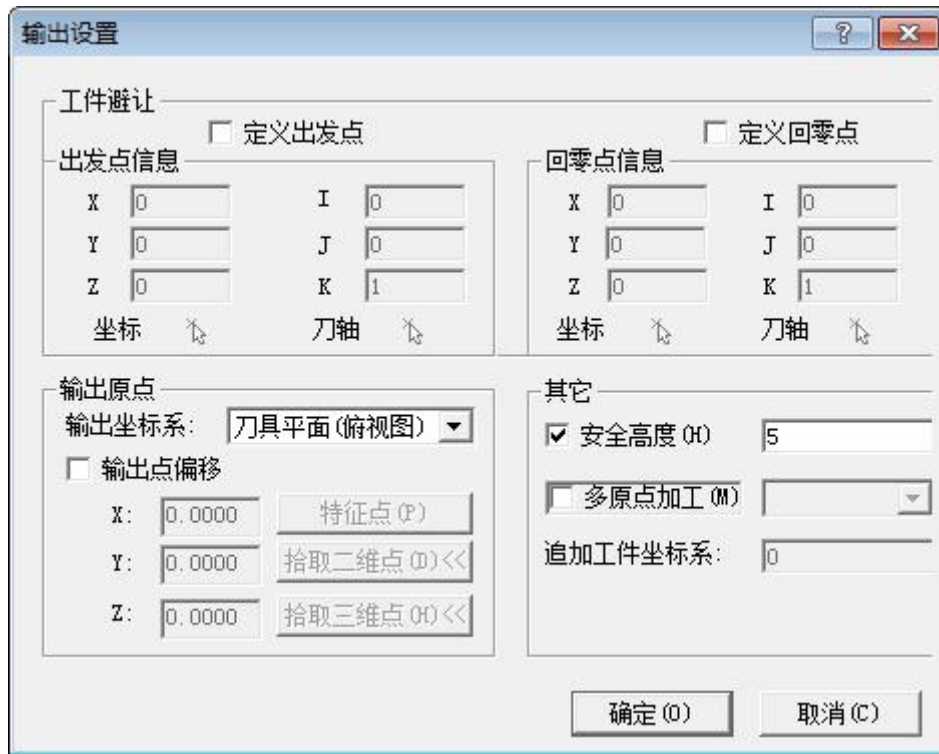 输出设置
工件避让
定义出发点 定义回零点
出发点信息 回零点信息
X 0 I 0 X 0 I 0
Y 0 J 0 Y 0 J 0
Z 0 K 1 Z 0 K 1
坐标 刀轴 坐标 刀轴
输出原点
输出坐标系: 刀具平面(俯视图)
输出点偏移
X: 0.0000 特征点(P)
Y: 0.0000 拾取二维点(D)<<
Z: 0.0000 拾取三维点(H)<<
其它
安全高度(H) 5
多原点加工(M)
追加工件坐标系: 0
确定(O) 取消(C)